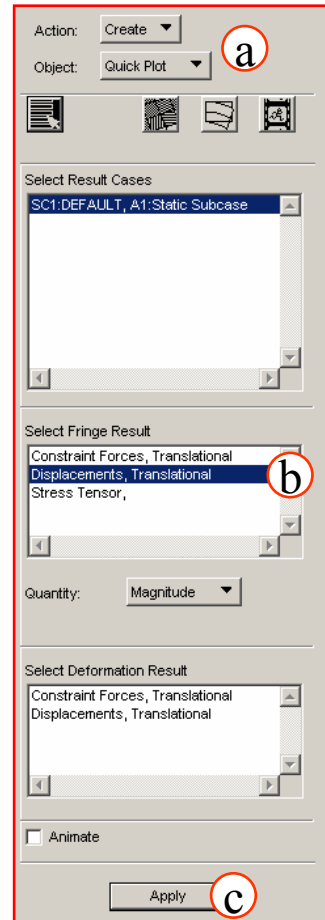 Action: Create
a
Object: Quick Plot
Select Result Cases
SC1:DEFAULT, A1:Static Subcase
Select Fringe Result
Constraint Forces, Translational
Displacements, Translational
b
Stress Tensor,
Quantity: Magnitude
Select Deformation Result
Constraint Forces, Translational
Displacements, Translational
Animate
Apply
c